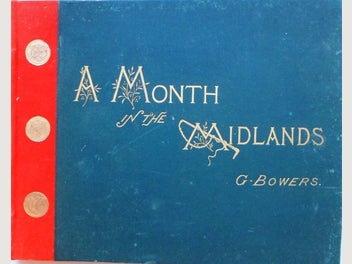 A MONTH
IN THE
MIDLANDS
G. BOWERS.